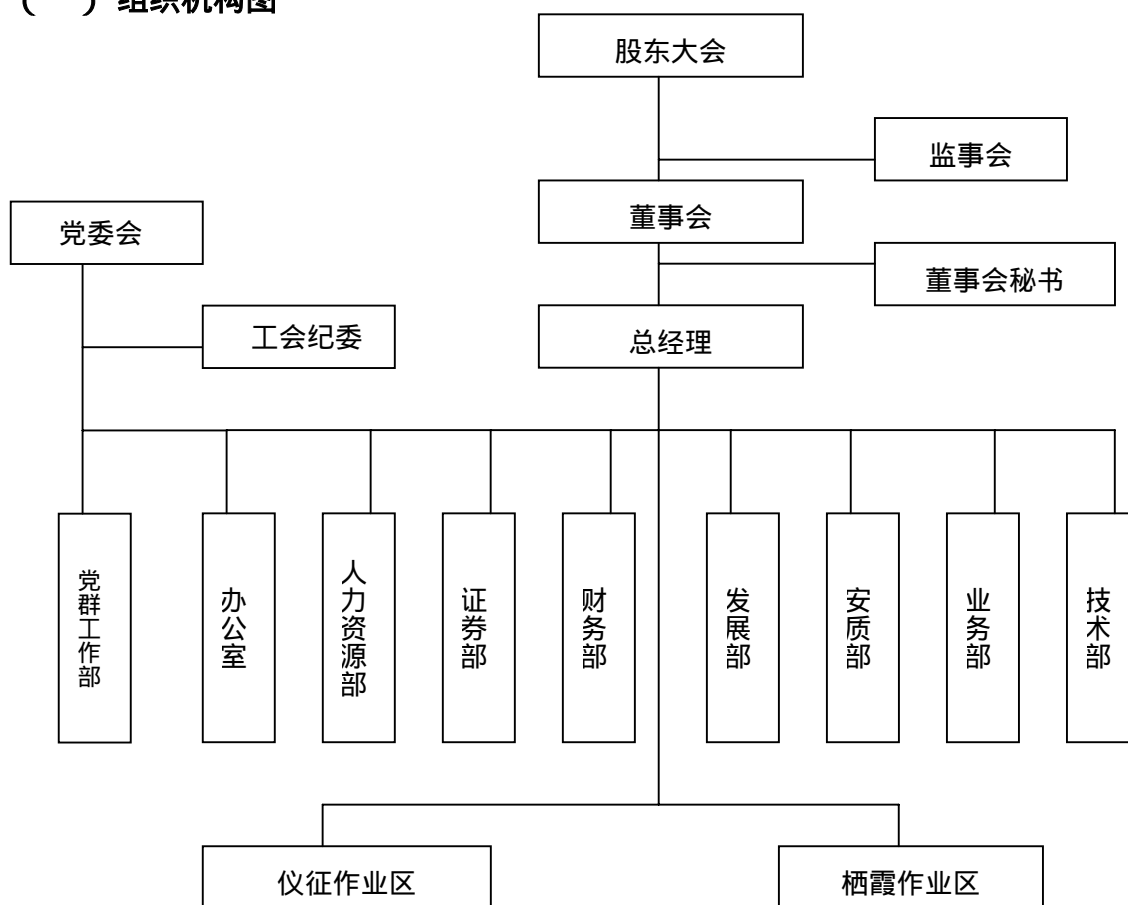 ( ) 组织机构图
股东大会
监事会
董事会
党委会
董事会秘书
工会纪委
总经理
党群工作部
办公室
人力资源部
证券部
财务部
发展部
安质部
业务部
技术部
仪征作业区
栖霞作业区